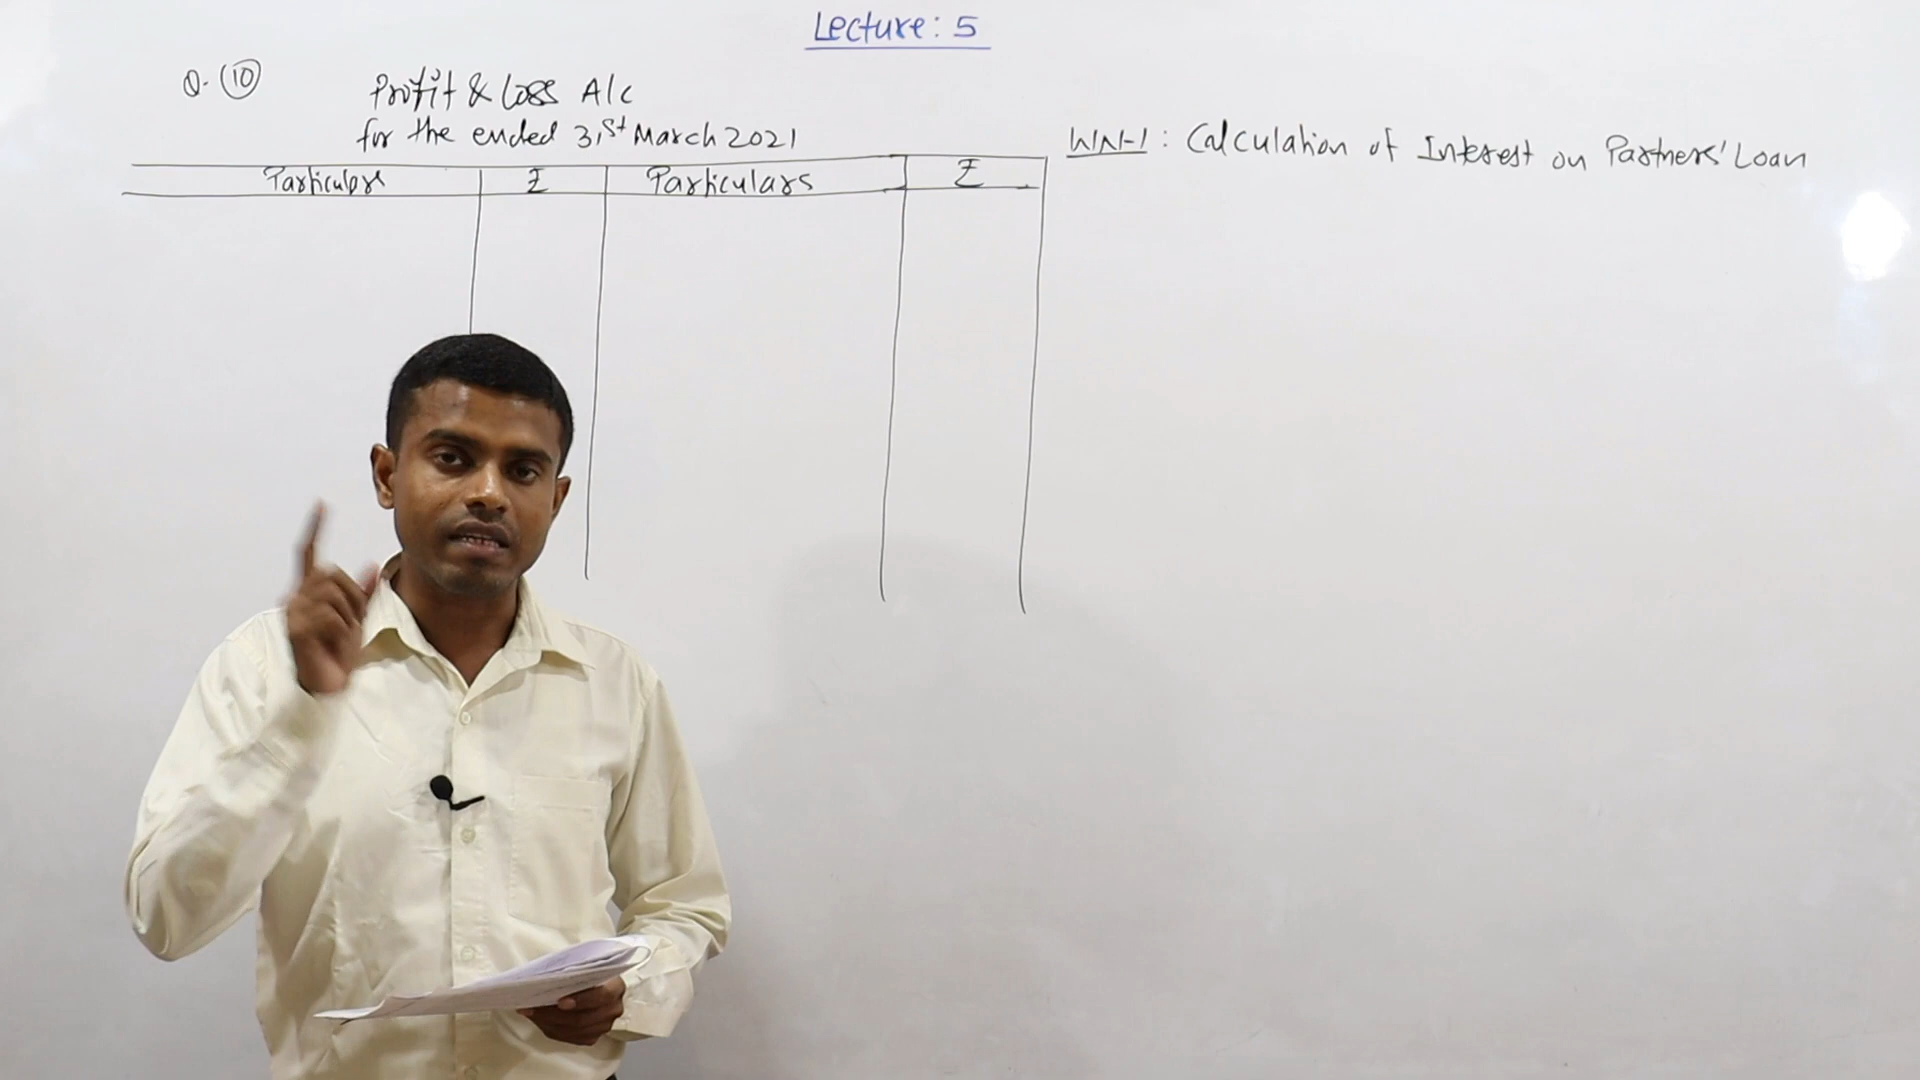 Lecture: 5
Q. 10
Profit & Loss A/c
for the ended 31st March 2021
Particulars ₹ Particulars ₹
WN-1: Calculation of Interest on Partners' Loan